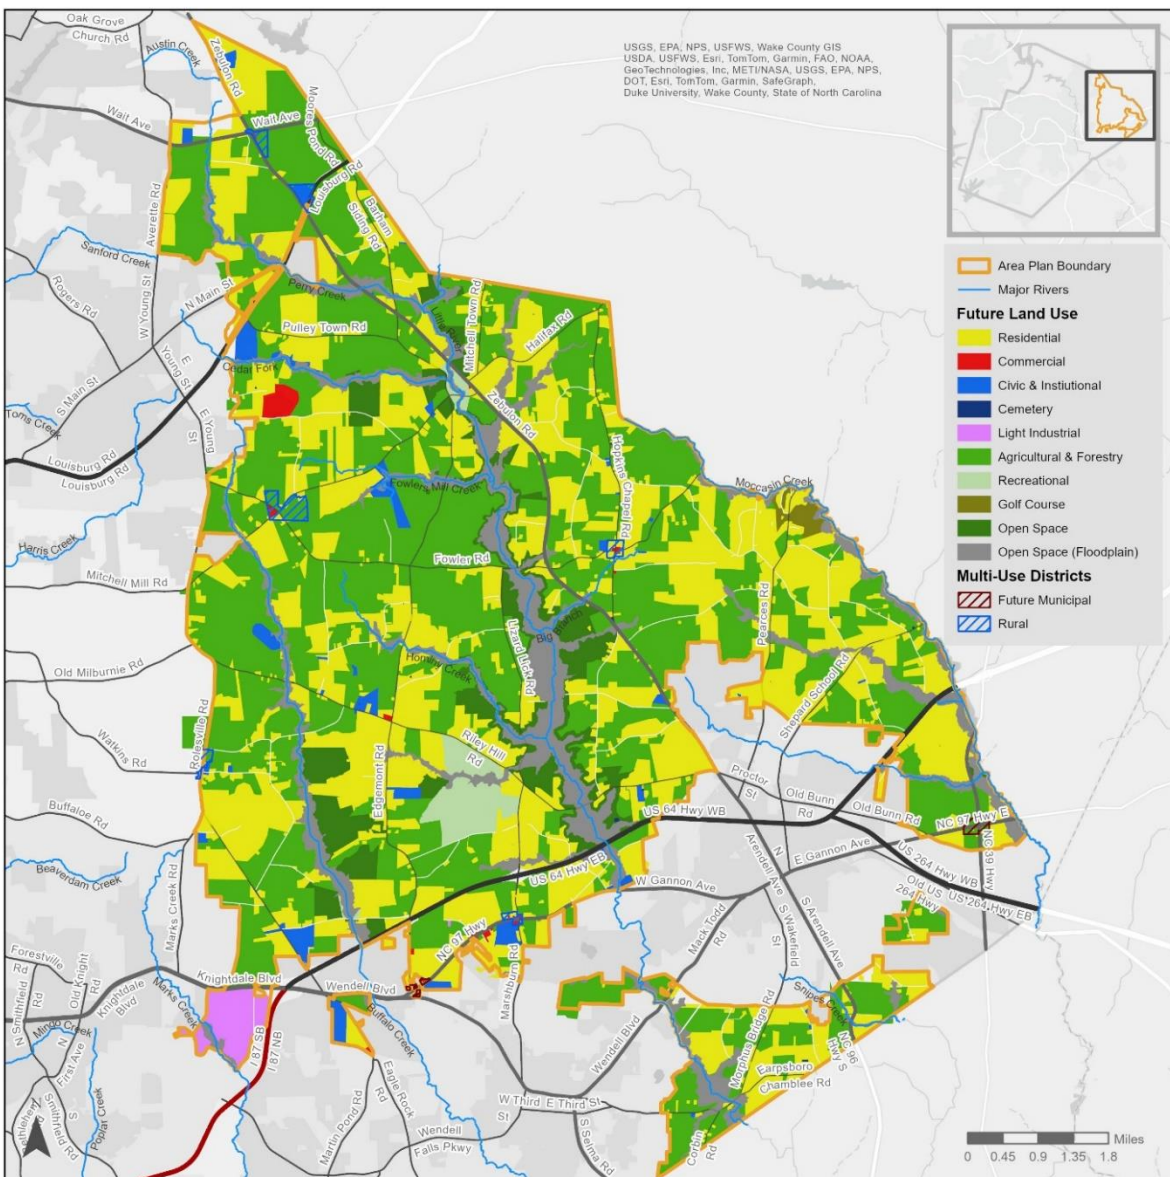 Oak Grove
Church Rd
Austin Creek
Zebulon Rd
USGS, EPA, NPS, USFWS, Wake County GIS
USDA, USFWS, Esri, TomTom, Garmin, FAO, NOAA,
GeoTechnologies, Inc, METI/NASA, USGS, EPA, NPS,
DOT, Esri, TomTom, Garmin, SafeGraph,
Duke University, Wake County, State of North Carolina
Wait Ave
Wait Ave
Moores Pond Rd
Louisburg Rd
Averette Rd
Barham
Siding Rd
Sanford Creek
Rogers Rd
W Young St
N Main St
Perry Creek
Pulley Town Rd
Little River
Mitchell Town Rd
Halifax Rd
E
Young St
Cedar Fork
S Main St
Toms Creek
E Young
St
Zebulon Rd
Louisburg Rd
Louisburg Rd
Hopkins Chapel Rd
Fowlers Mill Creek
Moccasin Creek
Harris Creek
Mitchell Mill Rd
Fowler Rd
Pearces Rd
Big Branch
Lizard Lick Rd
Old Milburnie Rd
Hominy Creek
Shepard School Rd
Rolesville Rd
Watkins Rd
Riley Hill
Rd
Edgemont Rd
Proctor
St
Old Bunn
Rd
Old Bunn Rd
NC 97 Hwy E
Buffaloe Rd
US 64 Hwy WB
NC 39 Hwy
Arendell Ave
N
E Gannon Ave
US 264 Hwy WB
Beaverdam Creek
US 64 Hwy EB
W Gannon Ave
Old US
264 Hwy
US 264 Hwy EB
Marks Creek Rd
NC 97 Hwy
Mack Todd
Rd
S Wakefield
St
S Arendell Ave
Forestville
Rd
Old Knight
Rd
Knightdale Blvd
Knightdale
Blvd
Wendell Blvd
Marshburn Rd
N Smithfield
Rd
Mingo Creek
Marks Creek
Buffalo Creek
Snipes Creek
N
First Ave
I 87 SB
I 87 NB
Wendell Blvd
Morphus Bridge Rd
NC 96
Hwy S
Eagle Rock
Rd
Earpsboro
Chamblee Rd
S
Smithfield Rd
Poplar Creek
Martin Pond Rd
W Third
St
E Third St
Wendell
Falls Pkwy
S Selma
Rd
Corbin
Rd
Area Plan Boundary
Major Rivers
Future Land Use
Residential
Commercial
Civic & Instiutional
Cemetery
Light Industrial
Agricultural & Forestry
Recreational
Golf Course
Open Space
Open Space (Floodplain)
Multi-Use Districts
Future Municipal
Rural
Miles
0 0.45 0.9 1.35 1.8